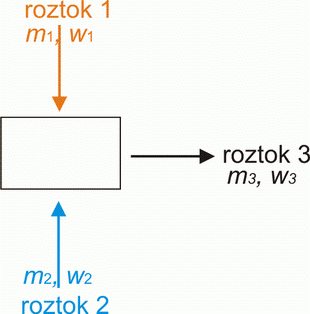 roztok 1
m1, w1
roztok 3
m3, w3
m2, w2
roztok 2